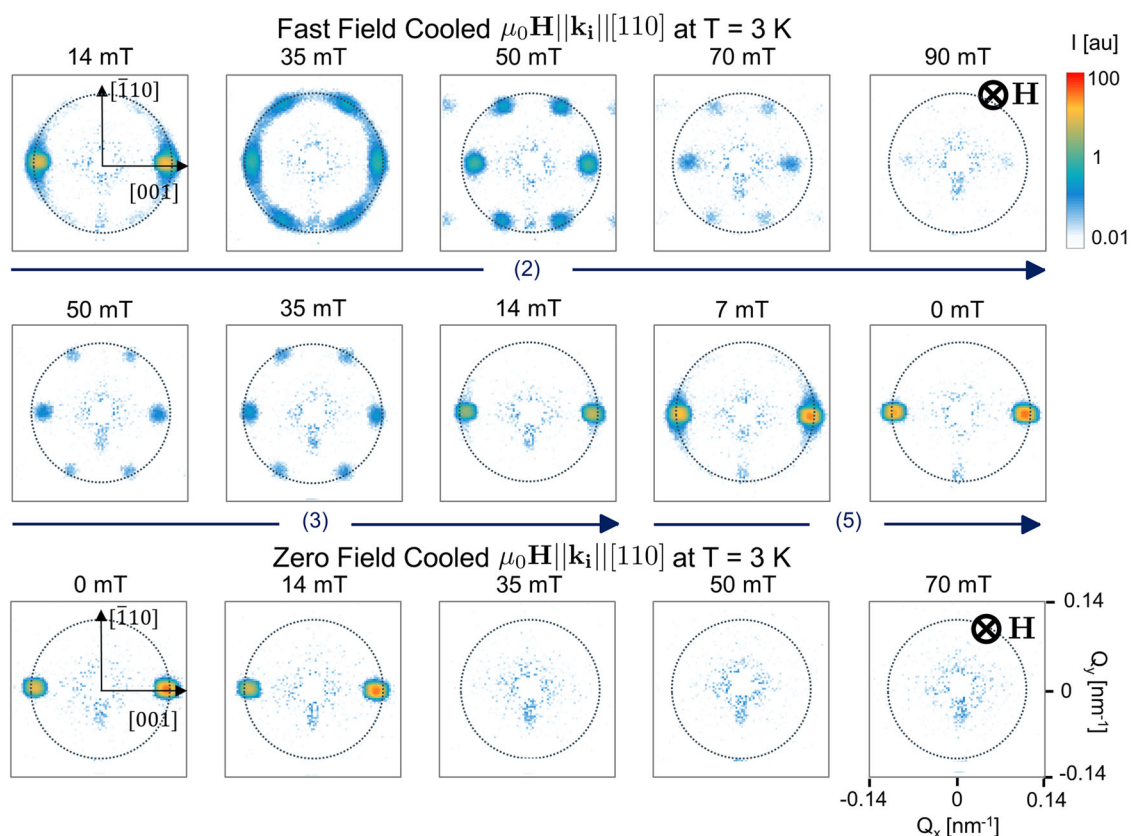 Fast Field Cooled μ₀H||kᵢ||[110] at T = 3 K
14 mT 35 mT 50 mT 70 mT 90 mT I [au]
[1̄10] [001] H 100 1 0.01
(2)
50 mT 35 mT 14 mT 7 mT 0 mT
(3) (5)
Zero Field Cooled μ₀H||kᵢ||[110] at T = 3 K
0 mT 14 mT 35 mT 50 mT 70 mT
[1̄10] [001] H
0.14
Q_y [nm⁻¹]
0
-0.14
-0.14 0 0.14
Qₓ [nm⁻¹]